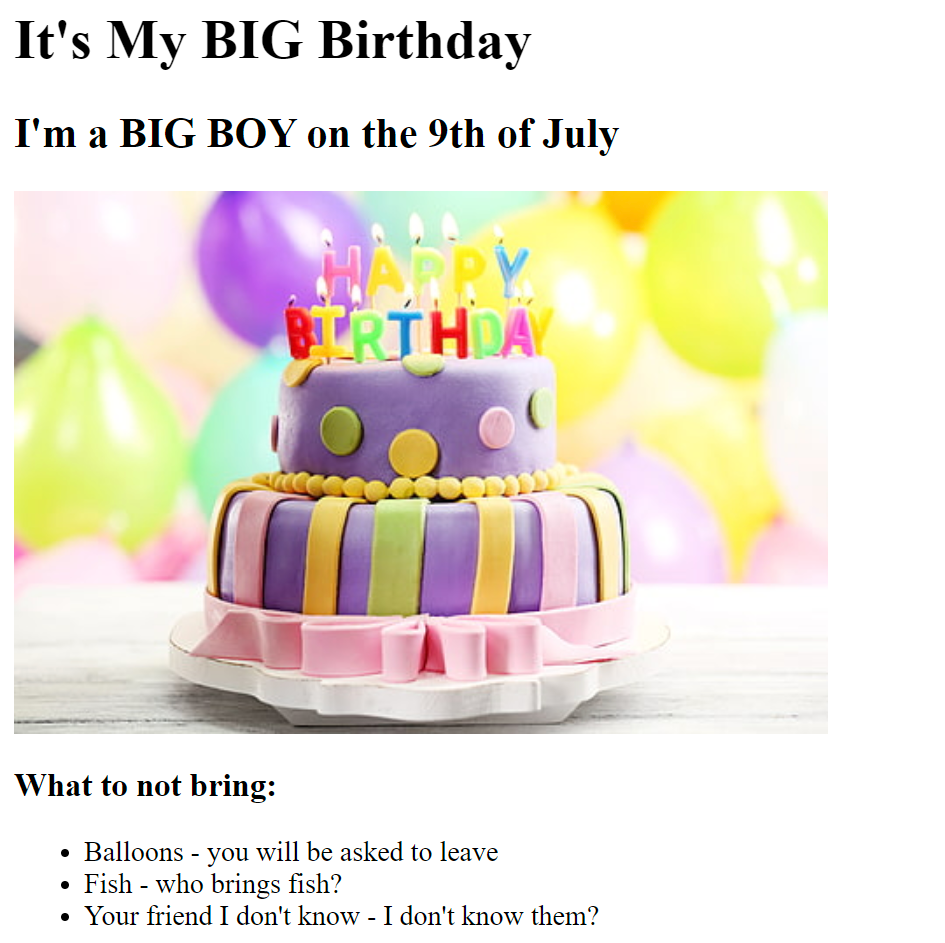 It's My BIG Birthday
I'm a BIG BOY on the 9th of July
HAPPY
BIRTHDAY
What to not bring:
Balloons - you will be asked to leave
Fish - who brings fish?
Your friend I don't know - I don't know them?